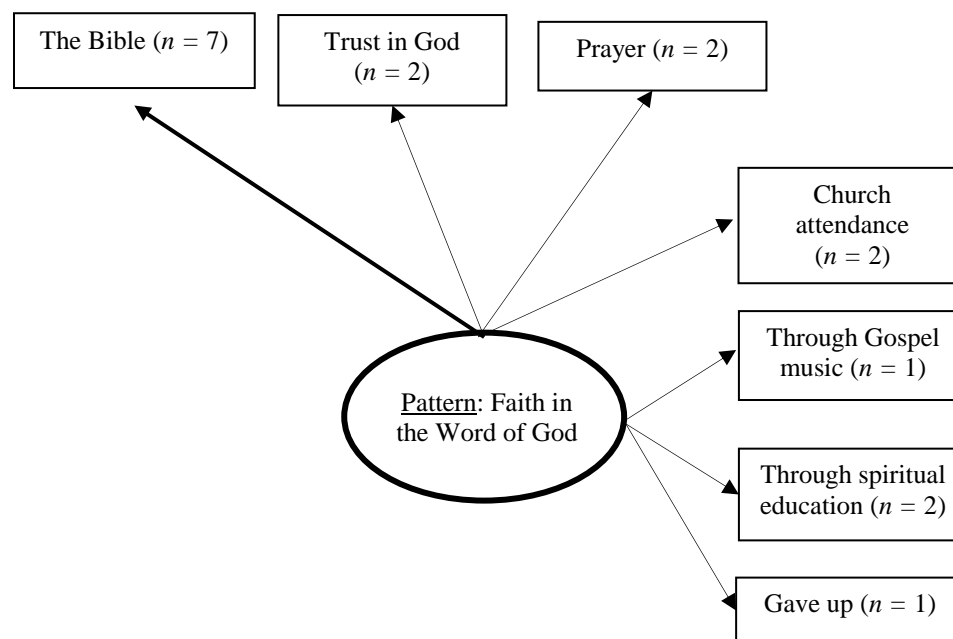 The Bible (n = 7)
Trust in God
(n = 2)
Prayer (n = 2)
Church
attendance
(n = 2)
Through Gospel
music (n = 1)
Pattern: Faith in
the Word of God
Through spiritual
education (n = 2)
Gave up (n = 1)